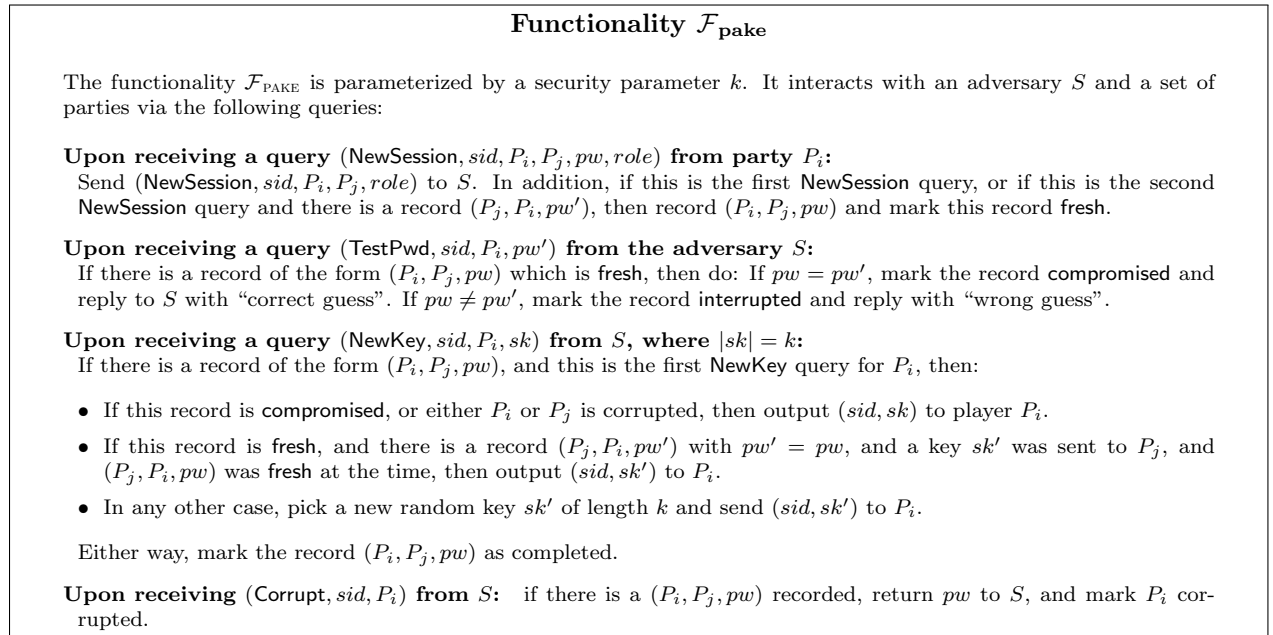 Functionality F_pake
The functionality F_PAKE is parameterized by a security parameter k. It interacts with an adversary S and a set of
parties via the following queries:
Upon receiving a query (NewSession, sid, P_i, P_j, pw, role) from party P_i:
Send (NewSession, sid, P_i, P_j, role) to S. In addition, if this is the first NewSession query, or if this is the second
NewSession query and there is a record (P_j, P_i, pw′), then record (P_i, P_j, pw) and mark this record fresh.
Upon receiving a query (TestPwd, sid, P_i, pw′) from the adversary S:
If there is a record of the form (P_i, P_j, pw) which is fresh, then do: If pw = pw′, mark the record compromised and
reply to S with “correct guess”. If pw ≠ pw′, mark the record interrupted and reply with “wrong guess”.
Upon receiving a query (NewKey, sid, P_i, sk) from S, where |sk| = k:
If there is a record of the form (P_i, P_j, pw), and this is the first NewKey query for P_i, then:
• If this record is compromised, or either P_i or P_j is corrupted, then output (sid, sk) to player P_i.
• If this record is fresh, and there is a record (P_j, P_i, pw′) with pw′ = pw, and a key sk′ was sent to P_j, and
(P_j, P_i, pw) was fresh at the time, then output (sid, sk′) to P_i.
• In any other case, pick a new random key sk′ of length k and send (sid, sk′) to P_i.
Either way, mark the record (P_i, P_j, pw) as completed.
Upon receiving (Corrupt, sid, P_i) from S: if there is a (P_i, P_j, pw) recorded, return pw to S, and mark P_i cor-
rupted.